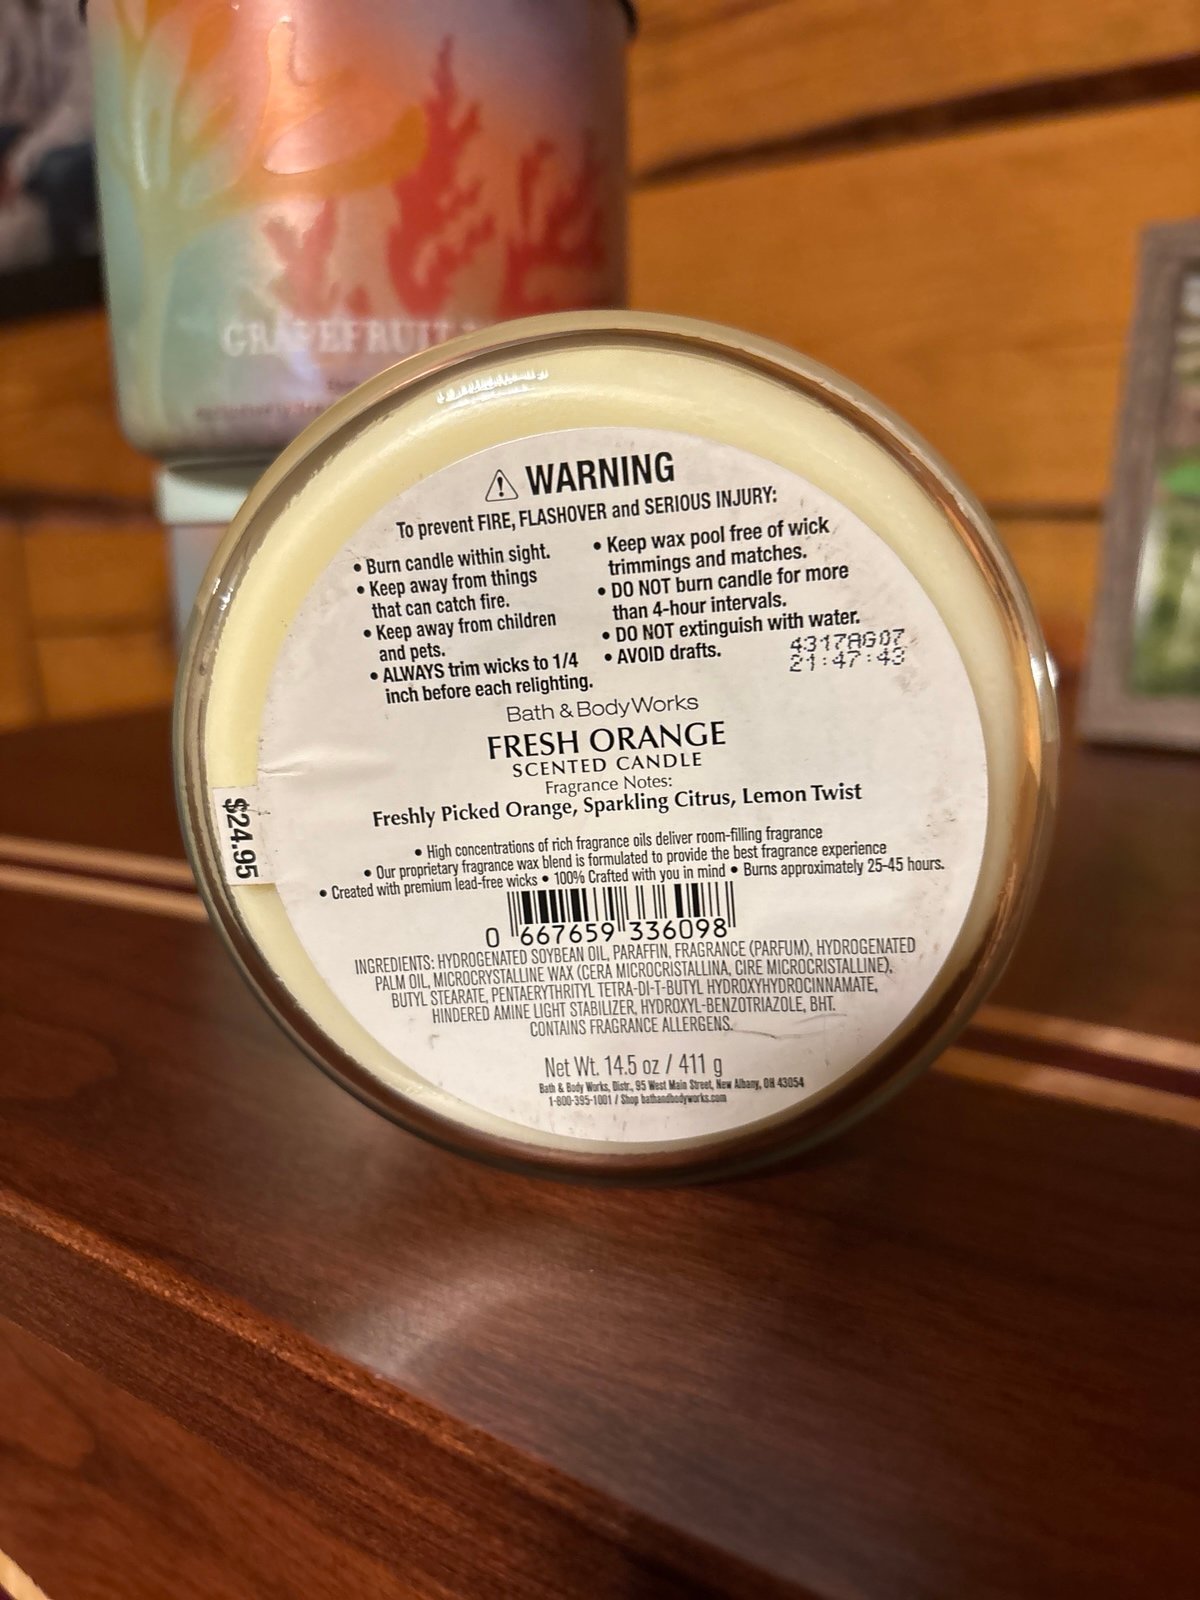 GRAPEFRUIT
WARNING
To prevent FIRE, FLASHOVER and SERIOUS INJURY:
• Burn candle within sight.
• Keep away from things
that can catch fire.
• Keep away from children
and pets.
• ALWAYS trim wicks to 1/4
inch before each relighting.
• Keep wax pool free of wick
trimmings and matches.
• DO NOT burn candle for more
than 4-hour intervals.
• DO NOT extinguish with water.
• AVOID drafts.
4317AG07
21:47:43
Bath & Body Works
FRESH ORANGE
SCENTED CANDLE
Fragrance Notes:
Freshly Picked Orange, Sparkling Citrus, Lemon Twist
• High concentrations of rich fragrance oils deliver room-filling fragrance
• Our proprietary fragrance wax blend is formulated to provide the best fragrance experience
• Created with premium lead-free wicks • 100% Crafted with you in mind • Burns approximately 25-45 hours.
$24.95
0 667659 336098
INGREDIENTS: HYDROGENATED SOYBEAN OIL, PARAFFIN, FRAGRANCE (PARFUM), HYDROGENATED
PALM OIL, MICROCRYSTALLINE WAX (CERA MICROCRISTALLINA, CIRE MICROCRISTALLINE),
BUTYL STEARATE, PENTAERYTHRITYL TETRA-DI-T-BUTYL HYDROXYHYDROCINNAMATE,
HINDERED AMINE LIGHT STABILIZER, HYDROXYL-BENZOTRIAZOLE, BHT.
CONTAINS FRAGRANCE ALLERGENS.
Net Wt. 14.5 oz / 411 g
Bath & Body Works, Distr., 95 West Main Street, New Albany, OH 43054
1-800-395-1001 / Shop bathandbodyworks.com